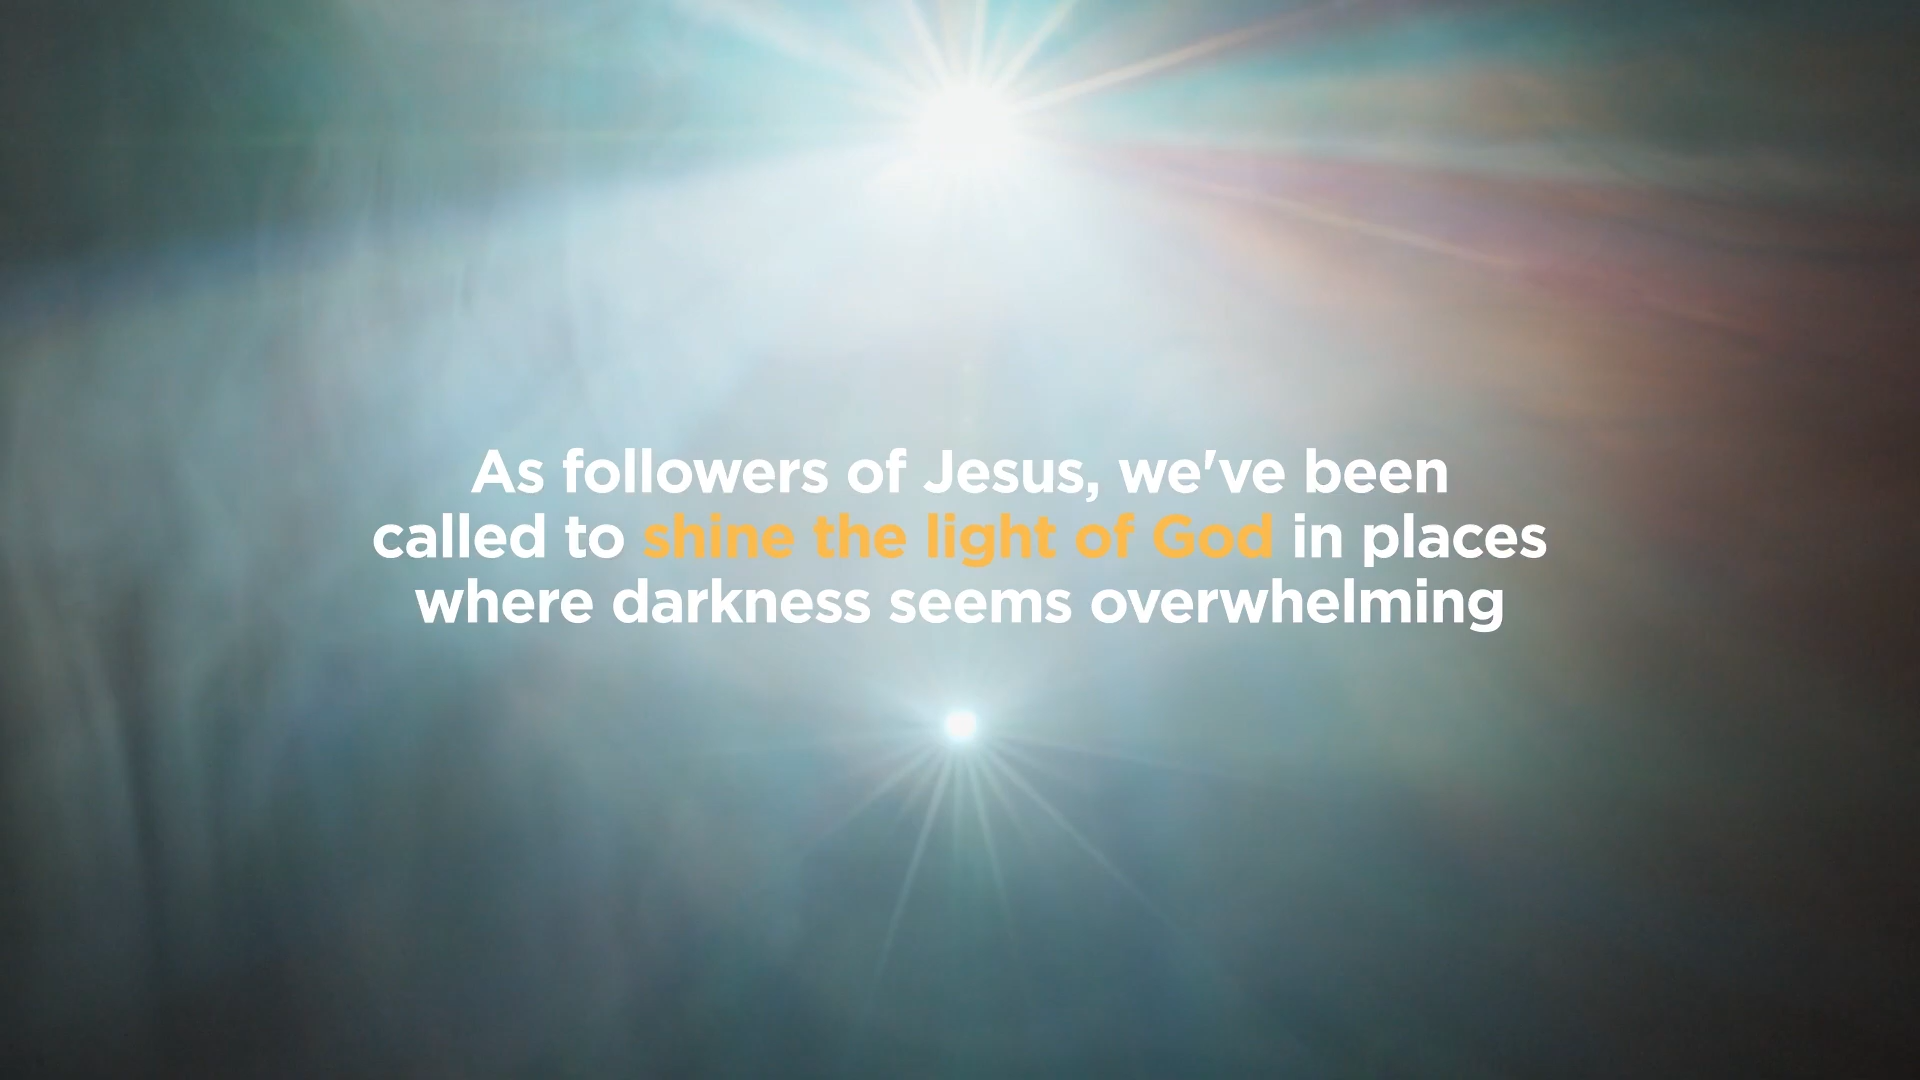 As followers of Jesus, we've been
called to shine the light of God in places
where darkness seems overwhelming